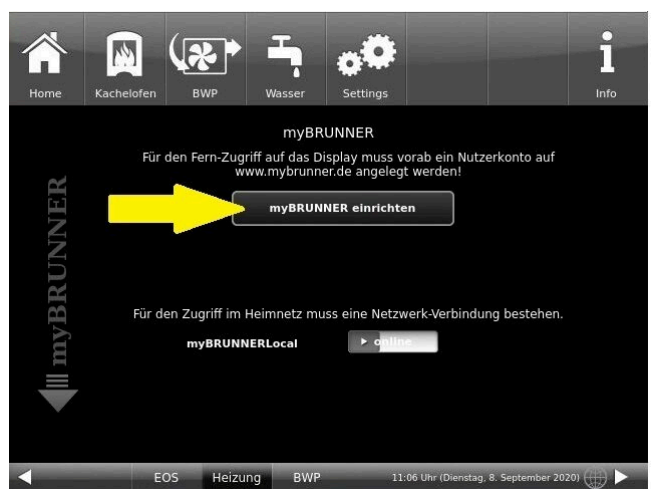 Home Kachelofen BWP Wasser Settings Info
myBRUNNER
Für den Fern-Zugriff auf das Display muss vorab ein Nutzerkonto auf
www.mybrunner.de angelegt werden!
myBRUNNER einrichten
myBRUNNER
Für den Zugriff im Heimnetz muss eine Netzwerk-Verbindung bestehen.
myBRUNNERLocal online
EOS Heizung BWP 11:06 Uhr (Dienstag, 8. September 2020)